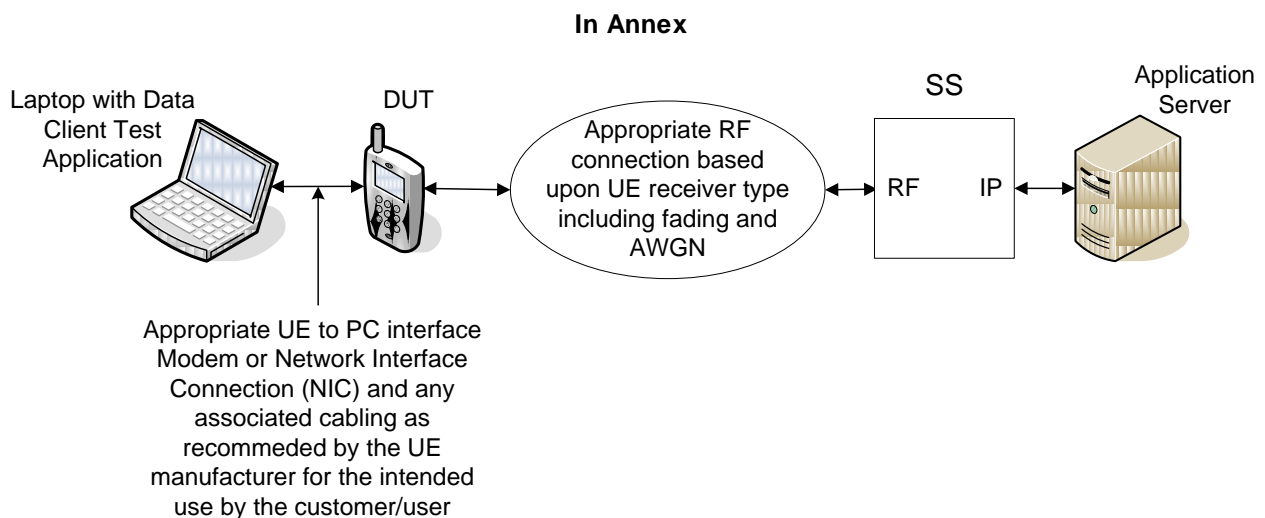 In Annex
Laptop with Data
Client Test
Application
DUT
Appropriate RF
connection based
upon UE receiver type
including fading and
AWGN
SS
RF
IP
Application
Server
Appropriate UE to PC interface
Modem or Network Interface
Connection (NIC) and any
associated cabling as
recommeded by the UE
manufacturer for the intended
use by the customer/user